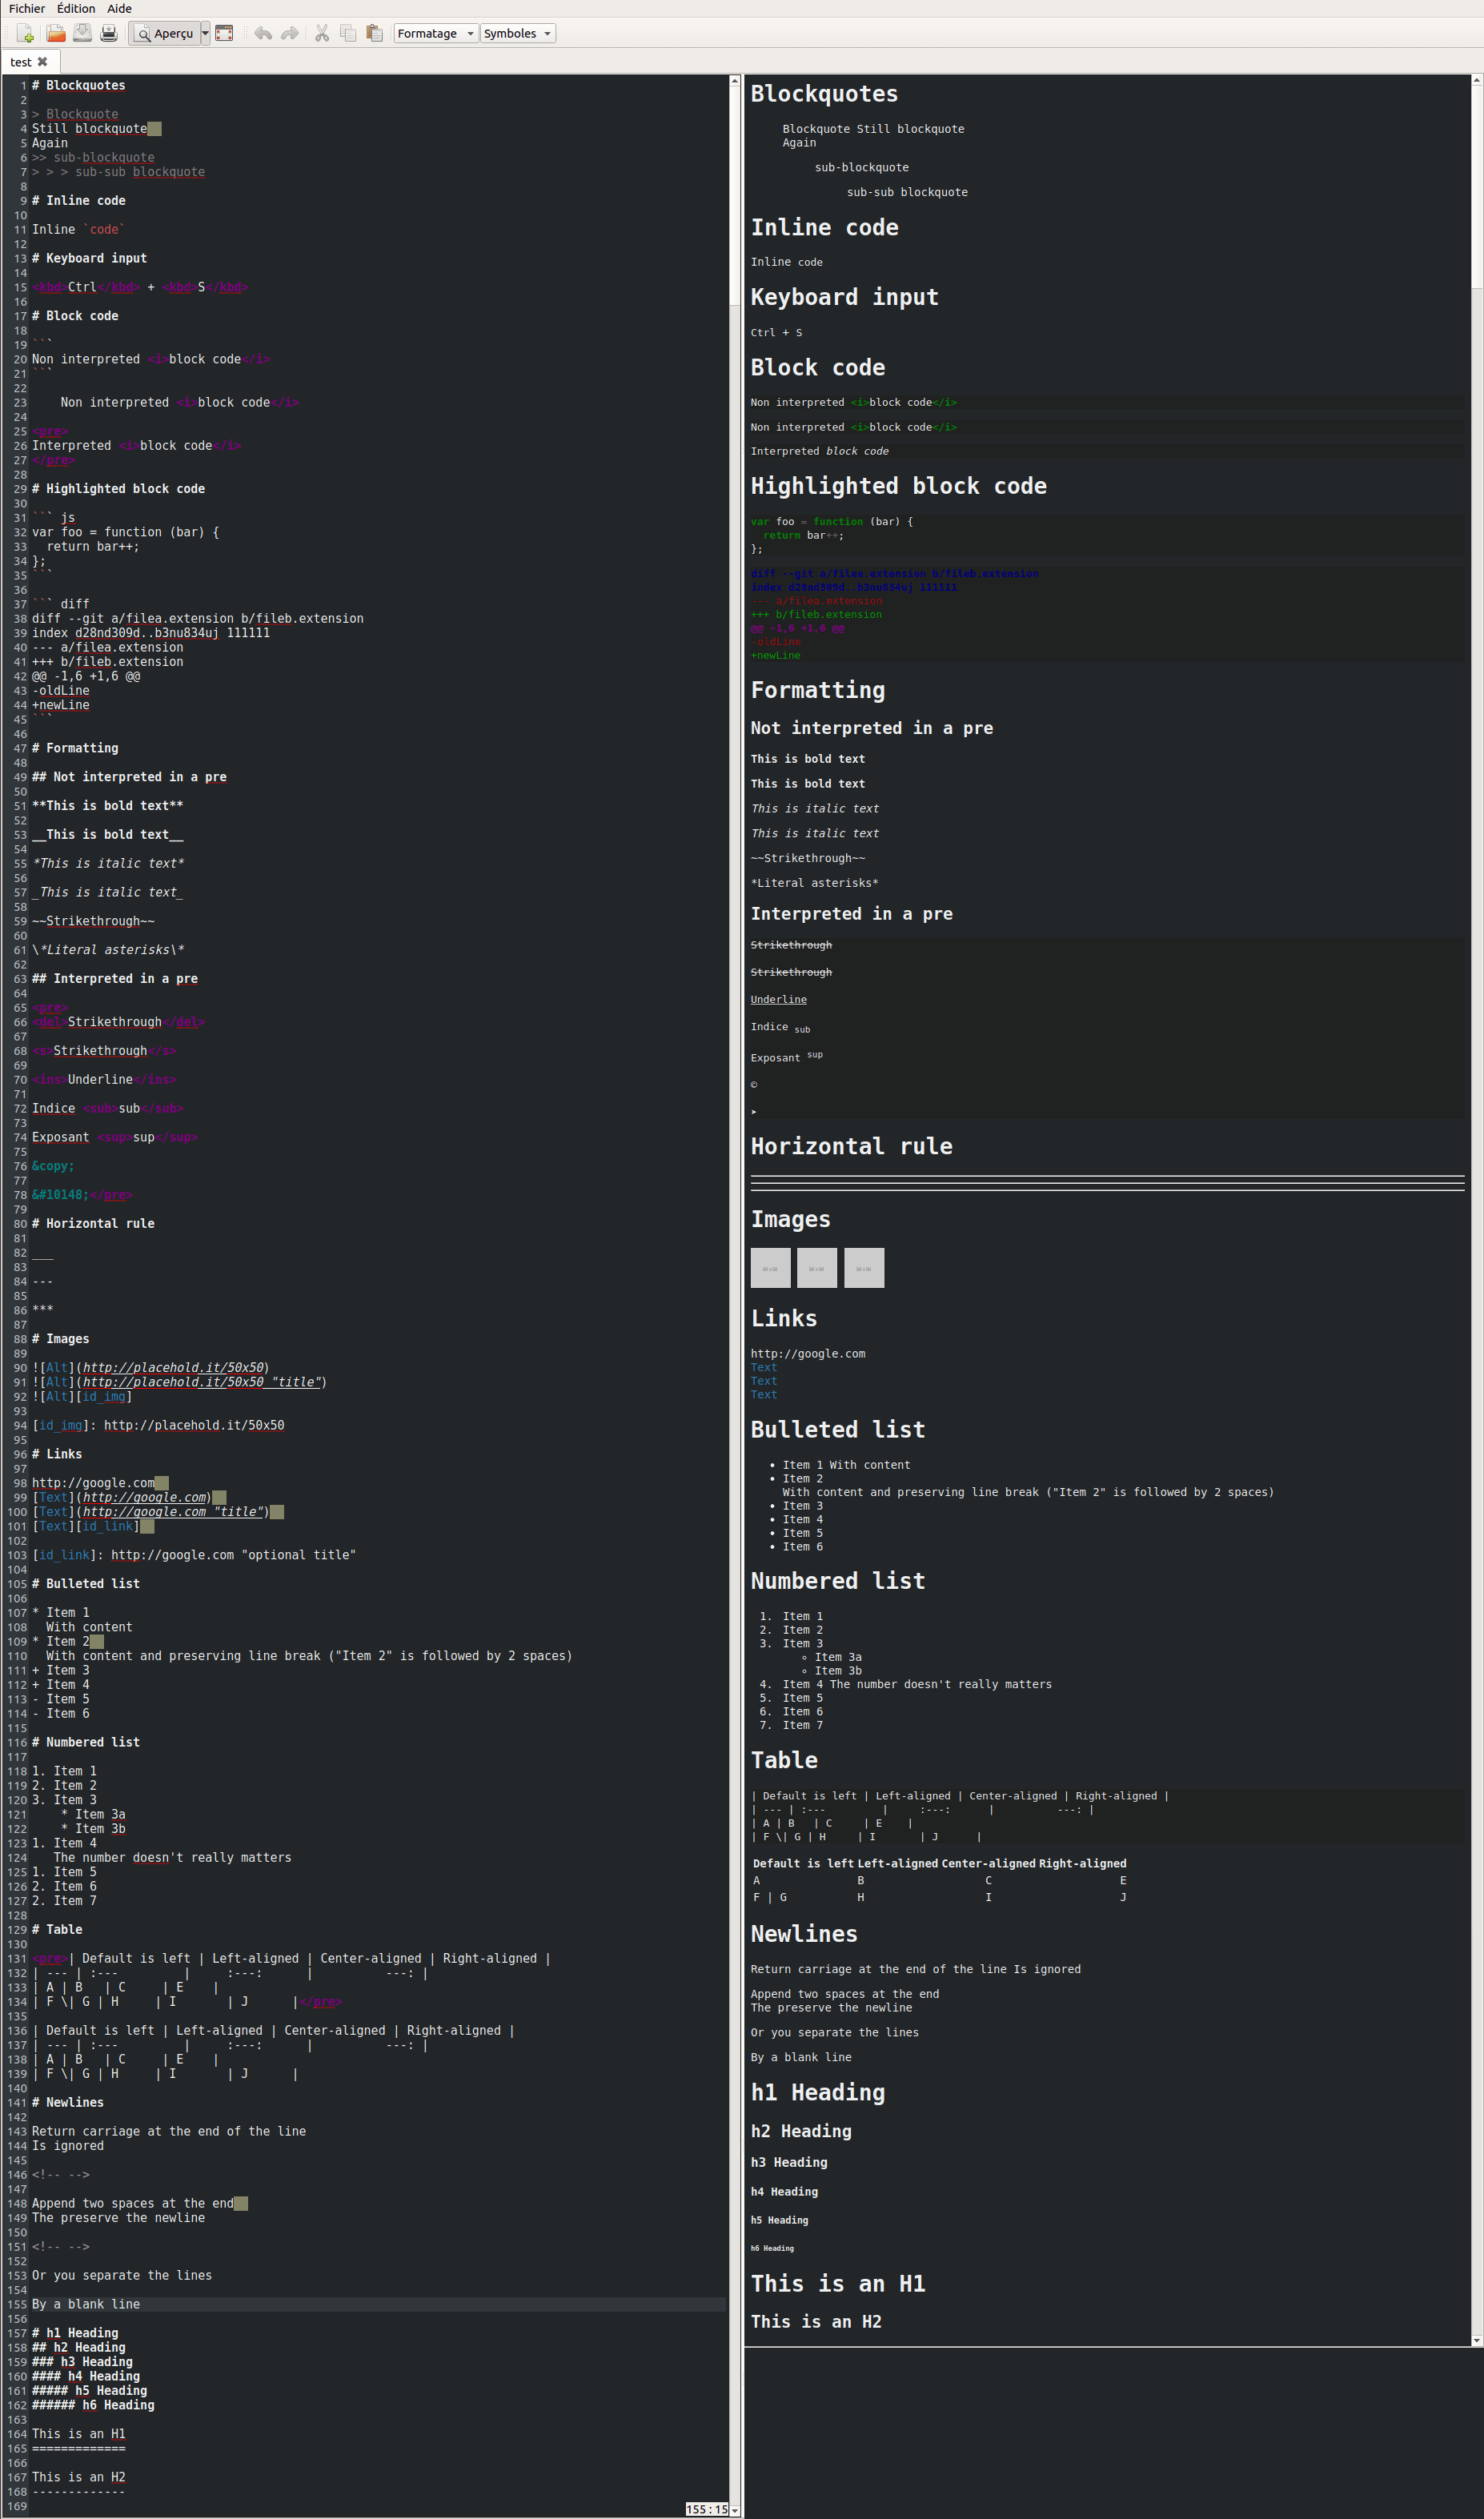 Fichier Édition Aide
Aperçu Formatage Symboles
test
1 # Blockquotes
2
3 > Blockquote
4 Still blockquote
5 Again
6 >> sub-blockquote
7 > > > sub-sub blockquote
8
9 # Inline code
10
11 Inline `code`
12
13 # Keyboard input
14
15 <kbd>Ctrl</kbd> + <kbd>S</kbd>
16
17 # Block code
18
19 ```
20 Non interpreted <i>block code</i>
21 ```
22
23     Non interpreted <i>block code</i>
24
25 <pre>
26 Interpreted <i>block code</i>
27 </pre>
28
29 # Highlighted block code
30
31 ``` js
32 var foo = function (bar) {
33   return bar++;
34 };
35 ```
36
37 ``` diff
38 diff --git a/filea.extension b/fileb.extension
39 index d28nd309d..b3nu834uj 111111
40 --- a/filea.extension
41 +++ b/fileb.extension
42 @@ -1,6 +1,6 @@
43 -oldLine
44 +newLine
45 ```
46
47 # Formatting
48
49 ## Not interpreted in a pre
50
51 **This is bold text**
52
53 __This is bold text__
54
55 *This is italic text*
56
57 _This is italic text_
58
59 ~~Strikethrough~~
60
61 \*Literal asterisks\*
62
63 ## Interpreted in a pre
64
65 <pre>
66 <del>Strikethrough</del>
67
68 <s>Strikethrough</s>
69
70 <ins>Underline</ins>
71
72 Indice <sub>sub</sub>
73
74 Exposant <sup>sup</sup>
75
76 &copy;
77
78 &#10148;</pre>
79
80 # Horizontal rule
81
82 ___
83
84 ---
85
86 ***
87
88 # Images
89
90 ![Alt](http://placehold.it/50x50)
91 ![Alt](http://placehold.it/50x50 "title")
92 ![Alt][id_img]
93
94 [id_img]: http://placehold.it/50x50
95
96 # Links
97
98 http://google.com
99 [Text](http://google.com)
100 [Text](http://google.com "title")
101 [Text][id_link]
102
103 [id_link]: http://google.com "optional title"
104
105 # Bulleted list
106
107 * Item 1
108   With content
109 * Item 2
110   With content and preserving line break ("Item 2" is followed by 2 spaces)
111 + Item 3
112 + Item 4
113 - Item 5
114 - Item 6
115
116 # Numbered list
117
118 1. Item 1
119 2. Item 2
120 3. Item 3
121     * Item 3a
122     * Item 3b
123 1. Item 4
124    The number doesn't really matters
125 1. Item 5
126 2. Item 6
127 2. Item 7
128
129 # Table
130
131 <pre>| Default is left | Left-aligned | Center-aligned | Right-aligned |
132 | --- | :---         |     :---:      |          ---: |
133 | A | B   | C     | E    |
134 | F \| G | H     | I       | J      |</pre>
135
136 | Default is left | Left-aligned | Center-aligned | Right-aligned |
137 | --- | :---         |     :---:      |          ---: |
138 | A | B   | C     | E    |
139 | F \| G | H     | I       | J      |
140
141 # Newlines
142
143 Return carriage at the end of the line
144 Is ignored
145
146 <!-- -->
147
148 Append two spaces at the end
149 The preserve the newline
150
151 <!-- -->
152
153 Or you separate the lines
154
155 By a blank line
156
157 # h1 Heading
158 ## h2 Heading
159 ### h3 Heading
160 #### h4 Heading
161 ##### h5 Heading
162 ###### h6 Heading
163
164 This is an H1
165 =============
166
167 This is an H2
168 -------------
169
155 : 15
Blockquotes
Blockquote Still blockquote
Again
sub-blockquote
sub-sub blockquote
Inline code
Inline code
Keyboard input
Ctrl + S
Block code
Non interpreted <i>block code</i>
Non interpreted <i>block code</i>
Interpreted block code
Highlighted block code
var foo = function (bar) {
  return bar++;
};
diff --git a/filea.extension b/fileb.extension
index d28nd309d..b3nu834uj 111111
--- a/filea.extension
+++ b/fileb.extension
@@ -1,6 +1,6 @@
-oldLine
+newLine
Formatting
Not interpreted in a pre
This is bold text
This is bold text
This is italic text
This is italic text
~~Strikethrough~~
*Literal asterisks*
Interpreted in a pre
Strikethrough
Strikethrough
Underline
Indice sub
Exposant sup
©
➤
Horizontal rule
Images
50 x 50 50 x 50 50 x 50
Links
http://google.com
Text
Text
Text
Bulleted list
• Item 1 With content
• Item 2
With content and preserving line break ("Item 2" is followed by 2 spaces)
• Item 3
• Item 4
• Item 5
• Item 6
Numbered list
1. Item 1
2. Item 2
3. Item 3
◦ Item 3a
◦ Item 3b
4. Item 4 The number doesn't really matters
5. Item 5
6. Item 6
7. Item 7
Table
| Default is left | Left-aligned | Center-aligned | Right-aligned |
| --- | :---         |     :---:      |          ---: |
| A | B   | C     | E    |
| F \| G | H     | I       | J      |
Default is left Left-aligned Center-aligned Right-aligned
A B C E
F | G H I J
Newlines
Return carriage at the end of the line Is ignored
Append two spaces at the end
The preserve the newline
Or you separate the lines
By a blank line
h1 Heading
h2 Heading
h3 Heading
h4 Heading
h5 Heading
h6 Heading
This is an H1
This is an H2